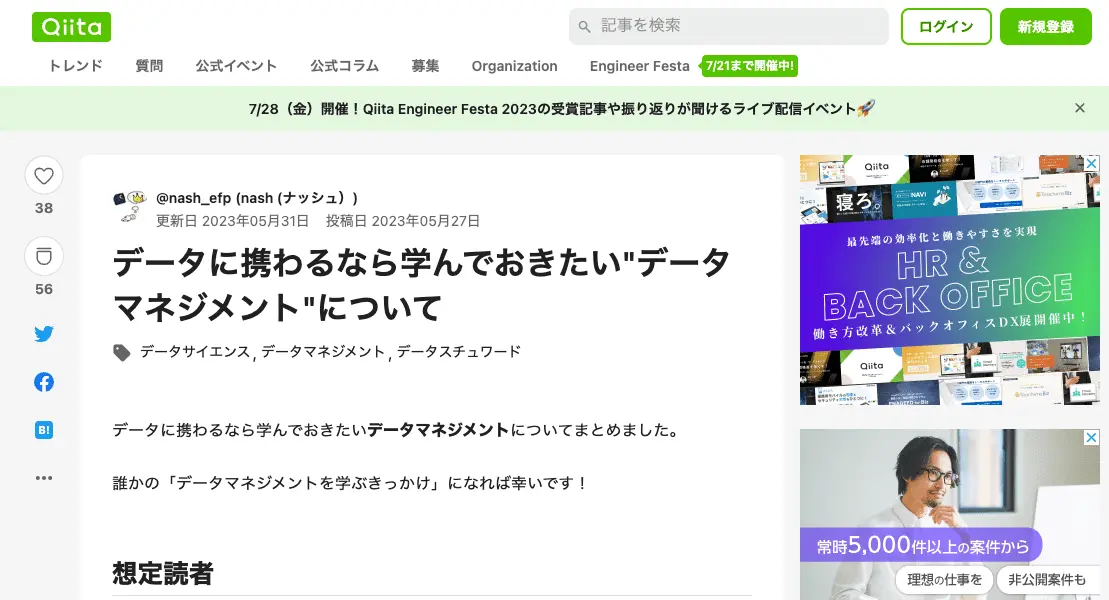 Qiita
記事を検索
ログイン
新規登録
トレンド
質問
公式イベント
公式コラム
募集
Organization
Engineer Festa
7/21まで開催中!
7/28（金）開催！Qiita Engineer Festa 2023の受賞記事や振り返りが聞けるライブ配信イベント🚀
38
56
B!
@nash_efp (nash (ナッシュ) )
更新日 2023年05月31日 投稿日 2023年05月27日
データに携わるなら学んでおきたい"データ
マネジメント"について
データサイエンス , データマネジメント , データスチュワード
データに携わるなら学んでおきたいデータマネジメントについてまとめました。
誰かの「データマネジメントを学ぶきっかけ」になれば幸いです！
想定読者
Qiita
寝ろ。
NAVI
最先端の効率化と働きやすさを実現
HR &
BACK OFFICE
働き方改革＆バックオフィスDX展開催中！
Qiita
常時5,000件以上の案件から
理想の仕事を
非公開案件も